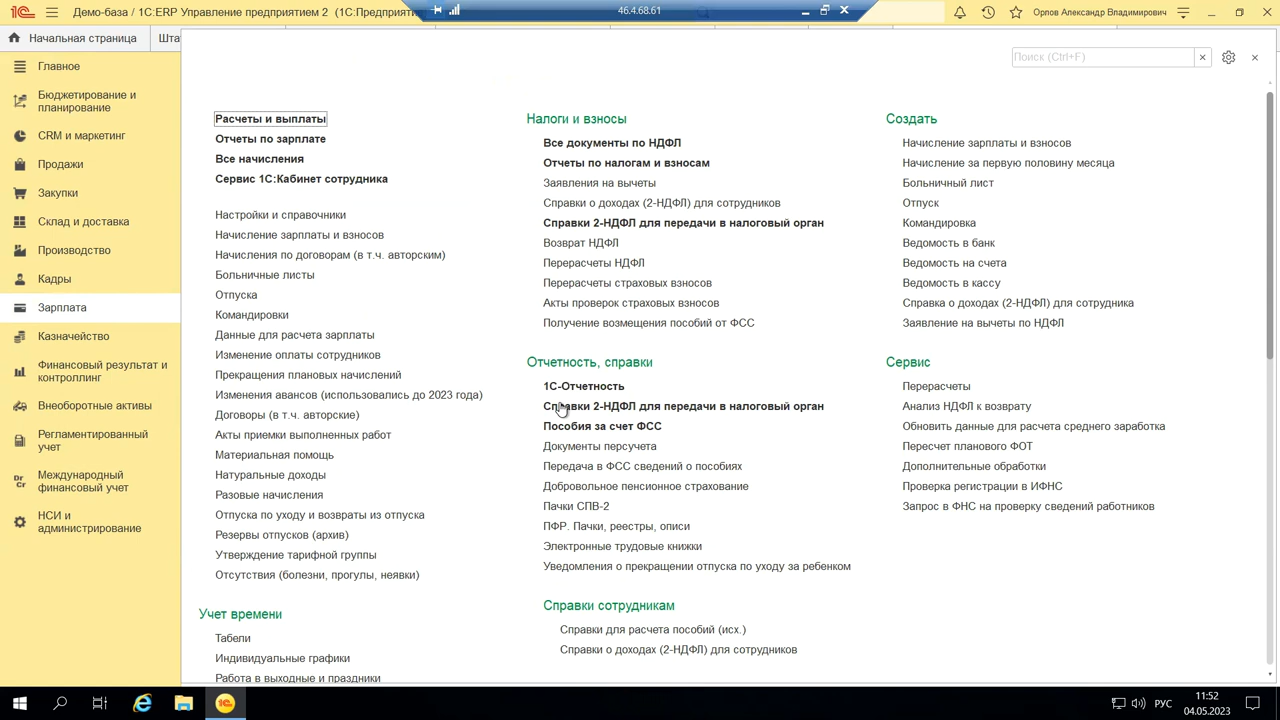 Демо-база / 1С:ERP Управление предприятием 2 (1С:Предприяти
46.4.68.61
Орлов Александр Владимирович
Начальная страница
Шта
Поиск (Ctrl+F)
Главное
Бюджетирование и
планирование
CRM и маркетинг
Продажи
Закупки
Склад и доставка
Производство
Кадры
Зарплата
Казначейство
Финансовый результат и
контроллинг
Внеоборотные активы
Регламентированный
учет
Международный
финансовый учет
НСИ и
администрирование
Расчеты и выплаты
Отчеты по зарплате
Все начисления
Сервис 1С:Кабинет сотрудника
Настройки и справочники
Начисление зарплаты и взносов
Начисления по договорам (в т.ч. авторским)
Больничные листы
Отпуска
Командировки
Данные для расчета зарплаты
Изменение оплаты сотрудников
Прекращения плановых начислений
Изменения авансов (использовались до 2023 года)
Договоры (в т.ч. авторские)
Акты приемки выполненных работ
Материальная помощь
Натуральные доходы
Разовые начисления
Отпуска по уходу и возвраты из отпуска
Резервы отпусков (архив)
Утверждение тарифной группы
Отсутствия (болезни, прогулы, неявки)
Учет времени
Табели
Индивидуальные графики
Работа в выходные и праздники
Налоги и взносы
Все документы по НДФЛ
Отчеты по налогам и взносам
Заявления на вычеты
Справки о доходах (2-НДФЛ) для сотрудников
Справки 2-НДФЛ для передачи в налоговый орган
Возврат НДФЛ
Перерасчеты НДФЛ
Перерасчеты страховых взносов
Акты проверок страховых взносов
Получение возмещения пособий от ФСС
Отчетность, справки
1С-Отчетность
Справки 2-НДФЛ для передачи в налоговый орган
Пособия за счет ФСС
Документы персучета
Передача в ФСС сведений о пособиях
Добровольное пенсионное страхование
Пачки СПВ-2
ПФР. Пачки, реестры, описи
Электронные трудовые книжки
Уведомления о прекращении отпуска по уходу за ребенком
Справки сотрудникам
Справки для расчета пособий (исх.)
Справки о доходах (2-НДФЛ) для сотрудников
Создать
Начисление зарплаты и взносов
Начисление за первую половину месяца
Больничный лист
Отпуск
Командировка
Ведомость в банк
Ведомость на счета
Ведомость в кассу
Справка о доходах (2-НДФЛ) для сотрудника
Заявление на вычеты по НДФЛ
Сервис
Перерасчеты
Анализ НДФЛ к возврату
Обновить данные для расчета среднего заработка
Пересчет планового ФОТ
Дополнительные обработки
Проверка регистрации в ИФНС
Запрос в ФНС на проверку сведений работников
РУС
11:52
04.05.2023